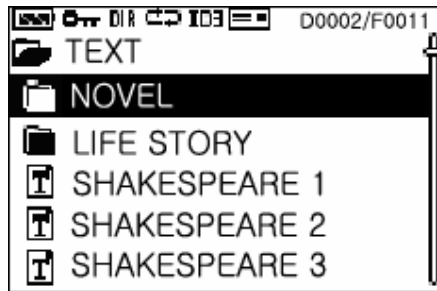 DIR ID3 D0002/F0011
TEXT
NOVEL
LIFE STORY
T SHAKESPEARE 1
T SHAKESPEARE 2
T SHAKESPEARE 3